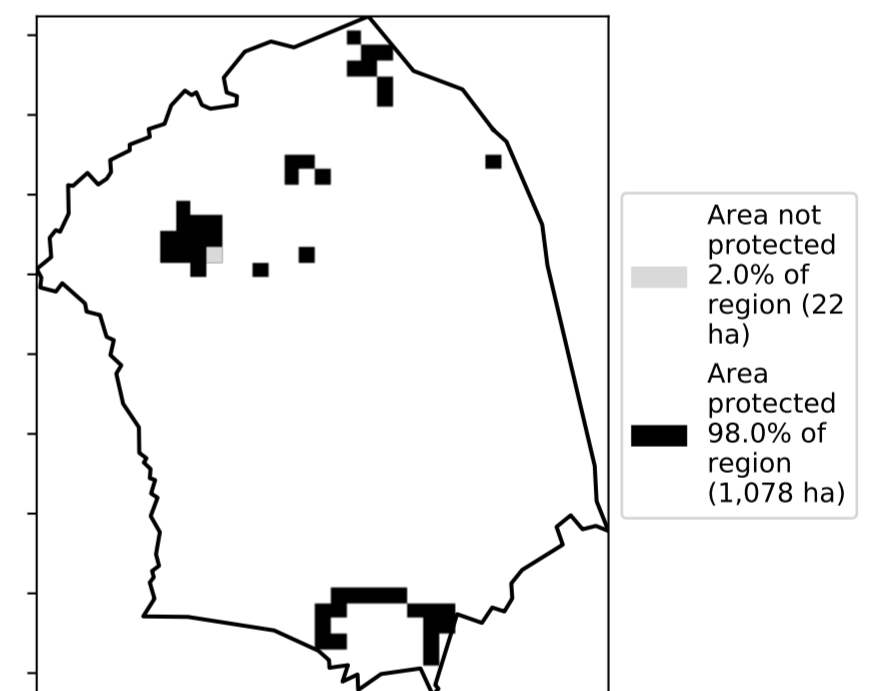 Area not
protected
2.0% of
region (22
ha)
Area
protected
98.0% of
region
(1,078 ha)